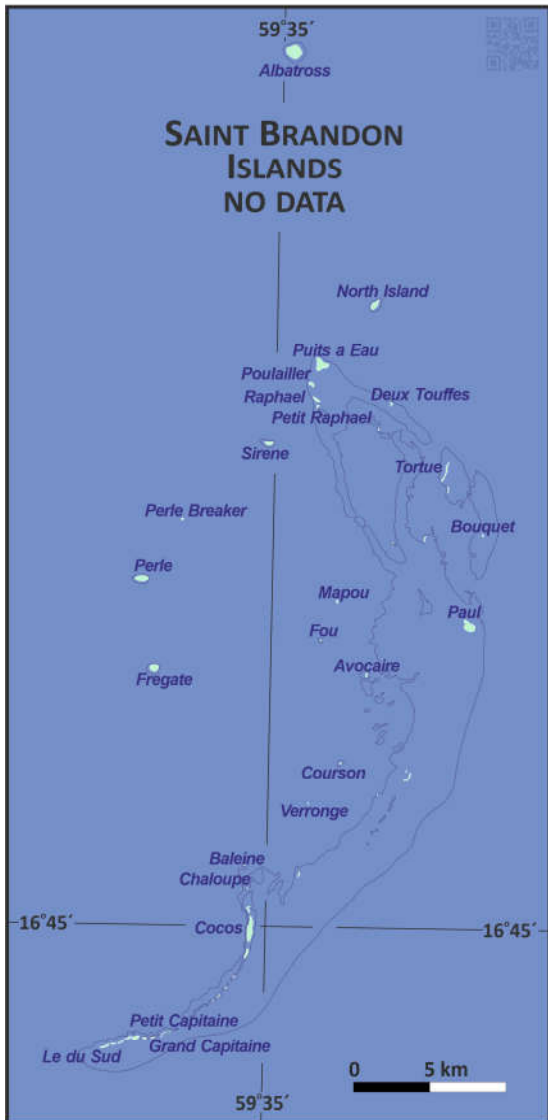 59°35´
Albatross
SAINT BRANDON
ISLANDS
NO DATA
North Island
Puits a Eau
Poulailler
Raphael
Deux Touffes
Petit Raphael
Sirene
Tortue
Perle Breaker
Bouquet
Perle
Mapou
Paul
Fou
Avocaire
Fregate
Courson
Verronge
Baleine
Chaloupe
16°45´
Cocos
16°45´
Petit Capitaine
Grand Capitaine
Le du Sud
0 5 km
59°35´